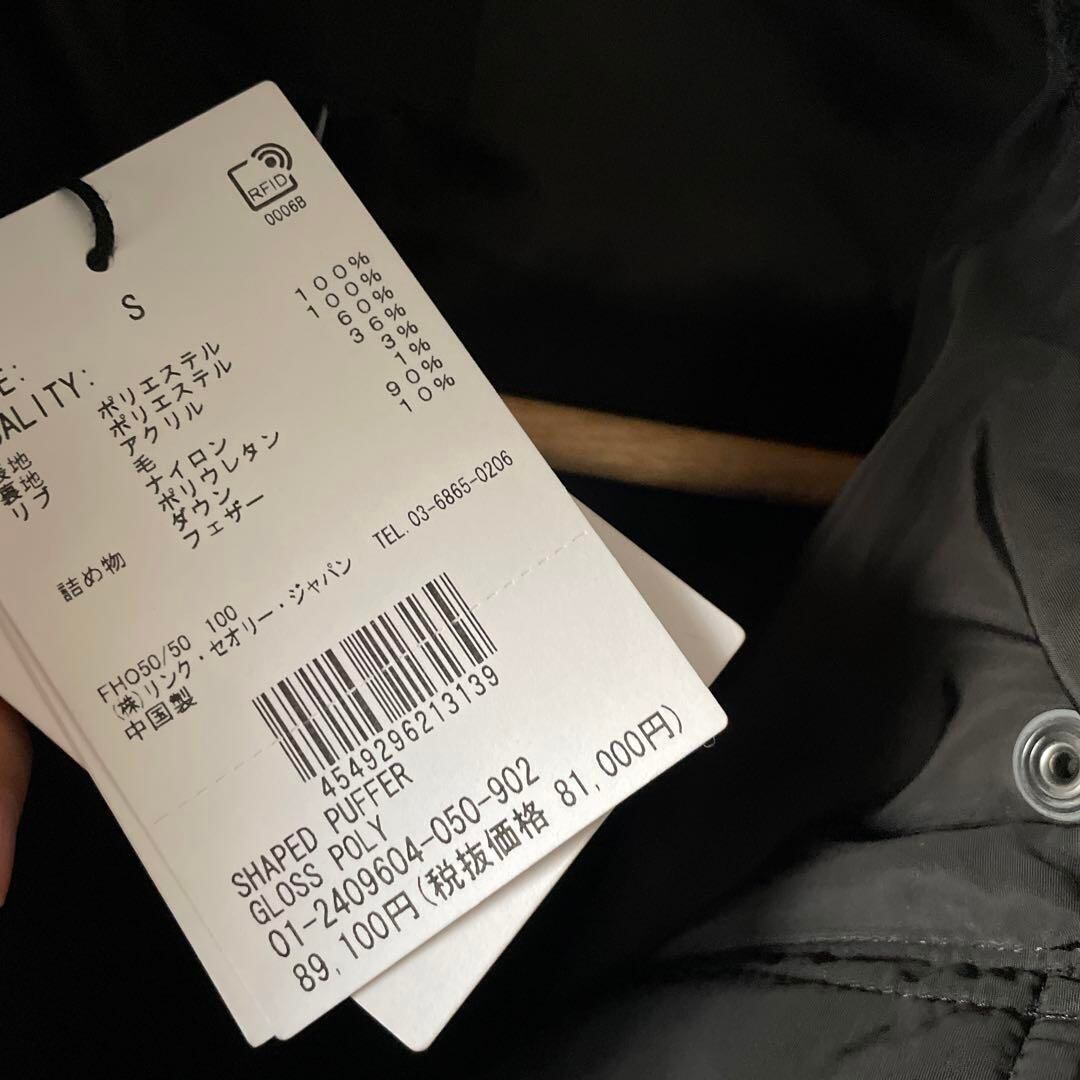 RFID
0006B
S
E:
ALITY:
表地 ポリエステル 100%
裏地 ポリエステル 100%
リブ アクリル 60%
毛 36%
ナイロン 3%
ポリウレタン 1%
詰め物 ダウン 90%
フェザー 10%
FHO50/50 100
(株)リンク・セオリー・ジャパン TEL. 03-6865-0206
中国製
4549296213139
SHAPED PUFFER
GLOSS POLY
01-2409604-050-902
89,100円(税抜価格 81,000円)